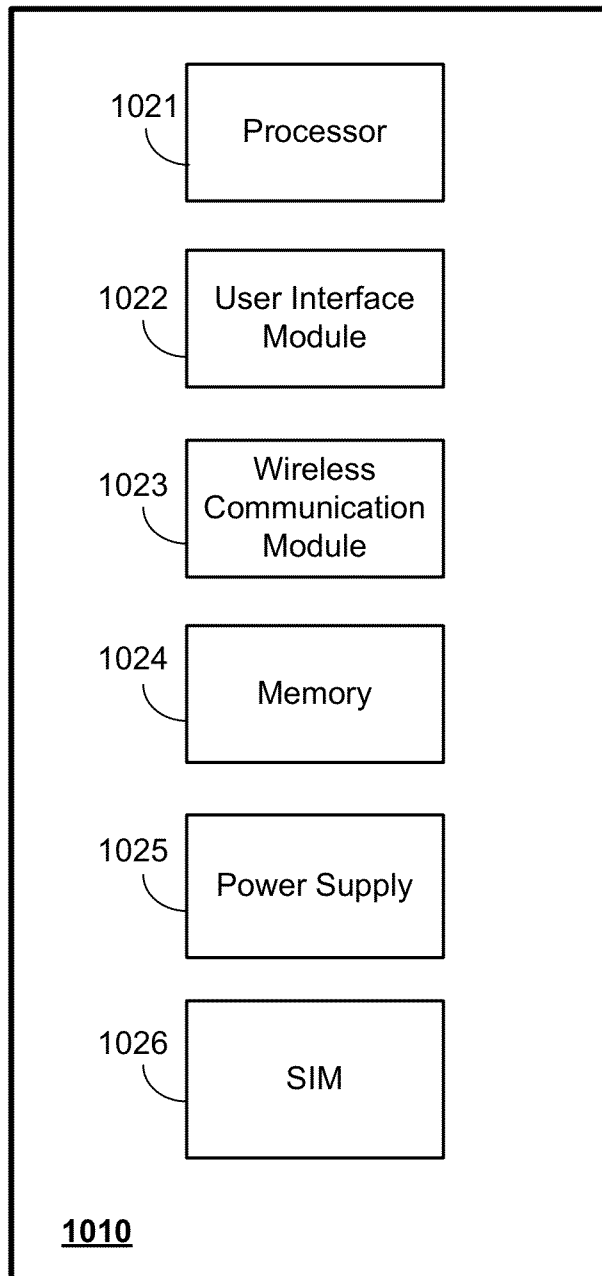 1021
Processor
1022
User Interface
Module
1023
Wireless
Communication
Module
1024
Memory
1025
Power Supply
1026
SIM
1010